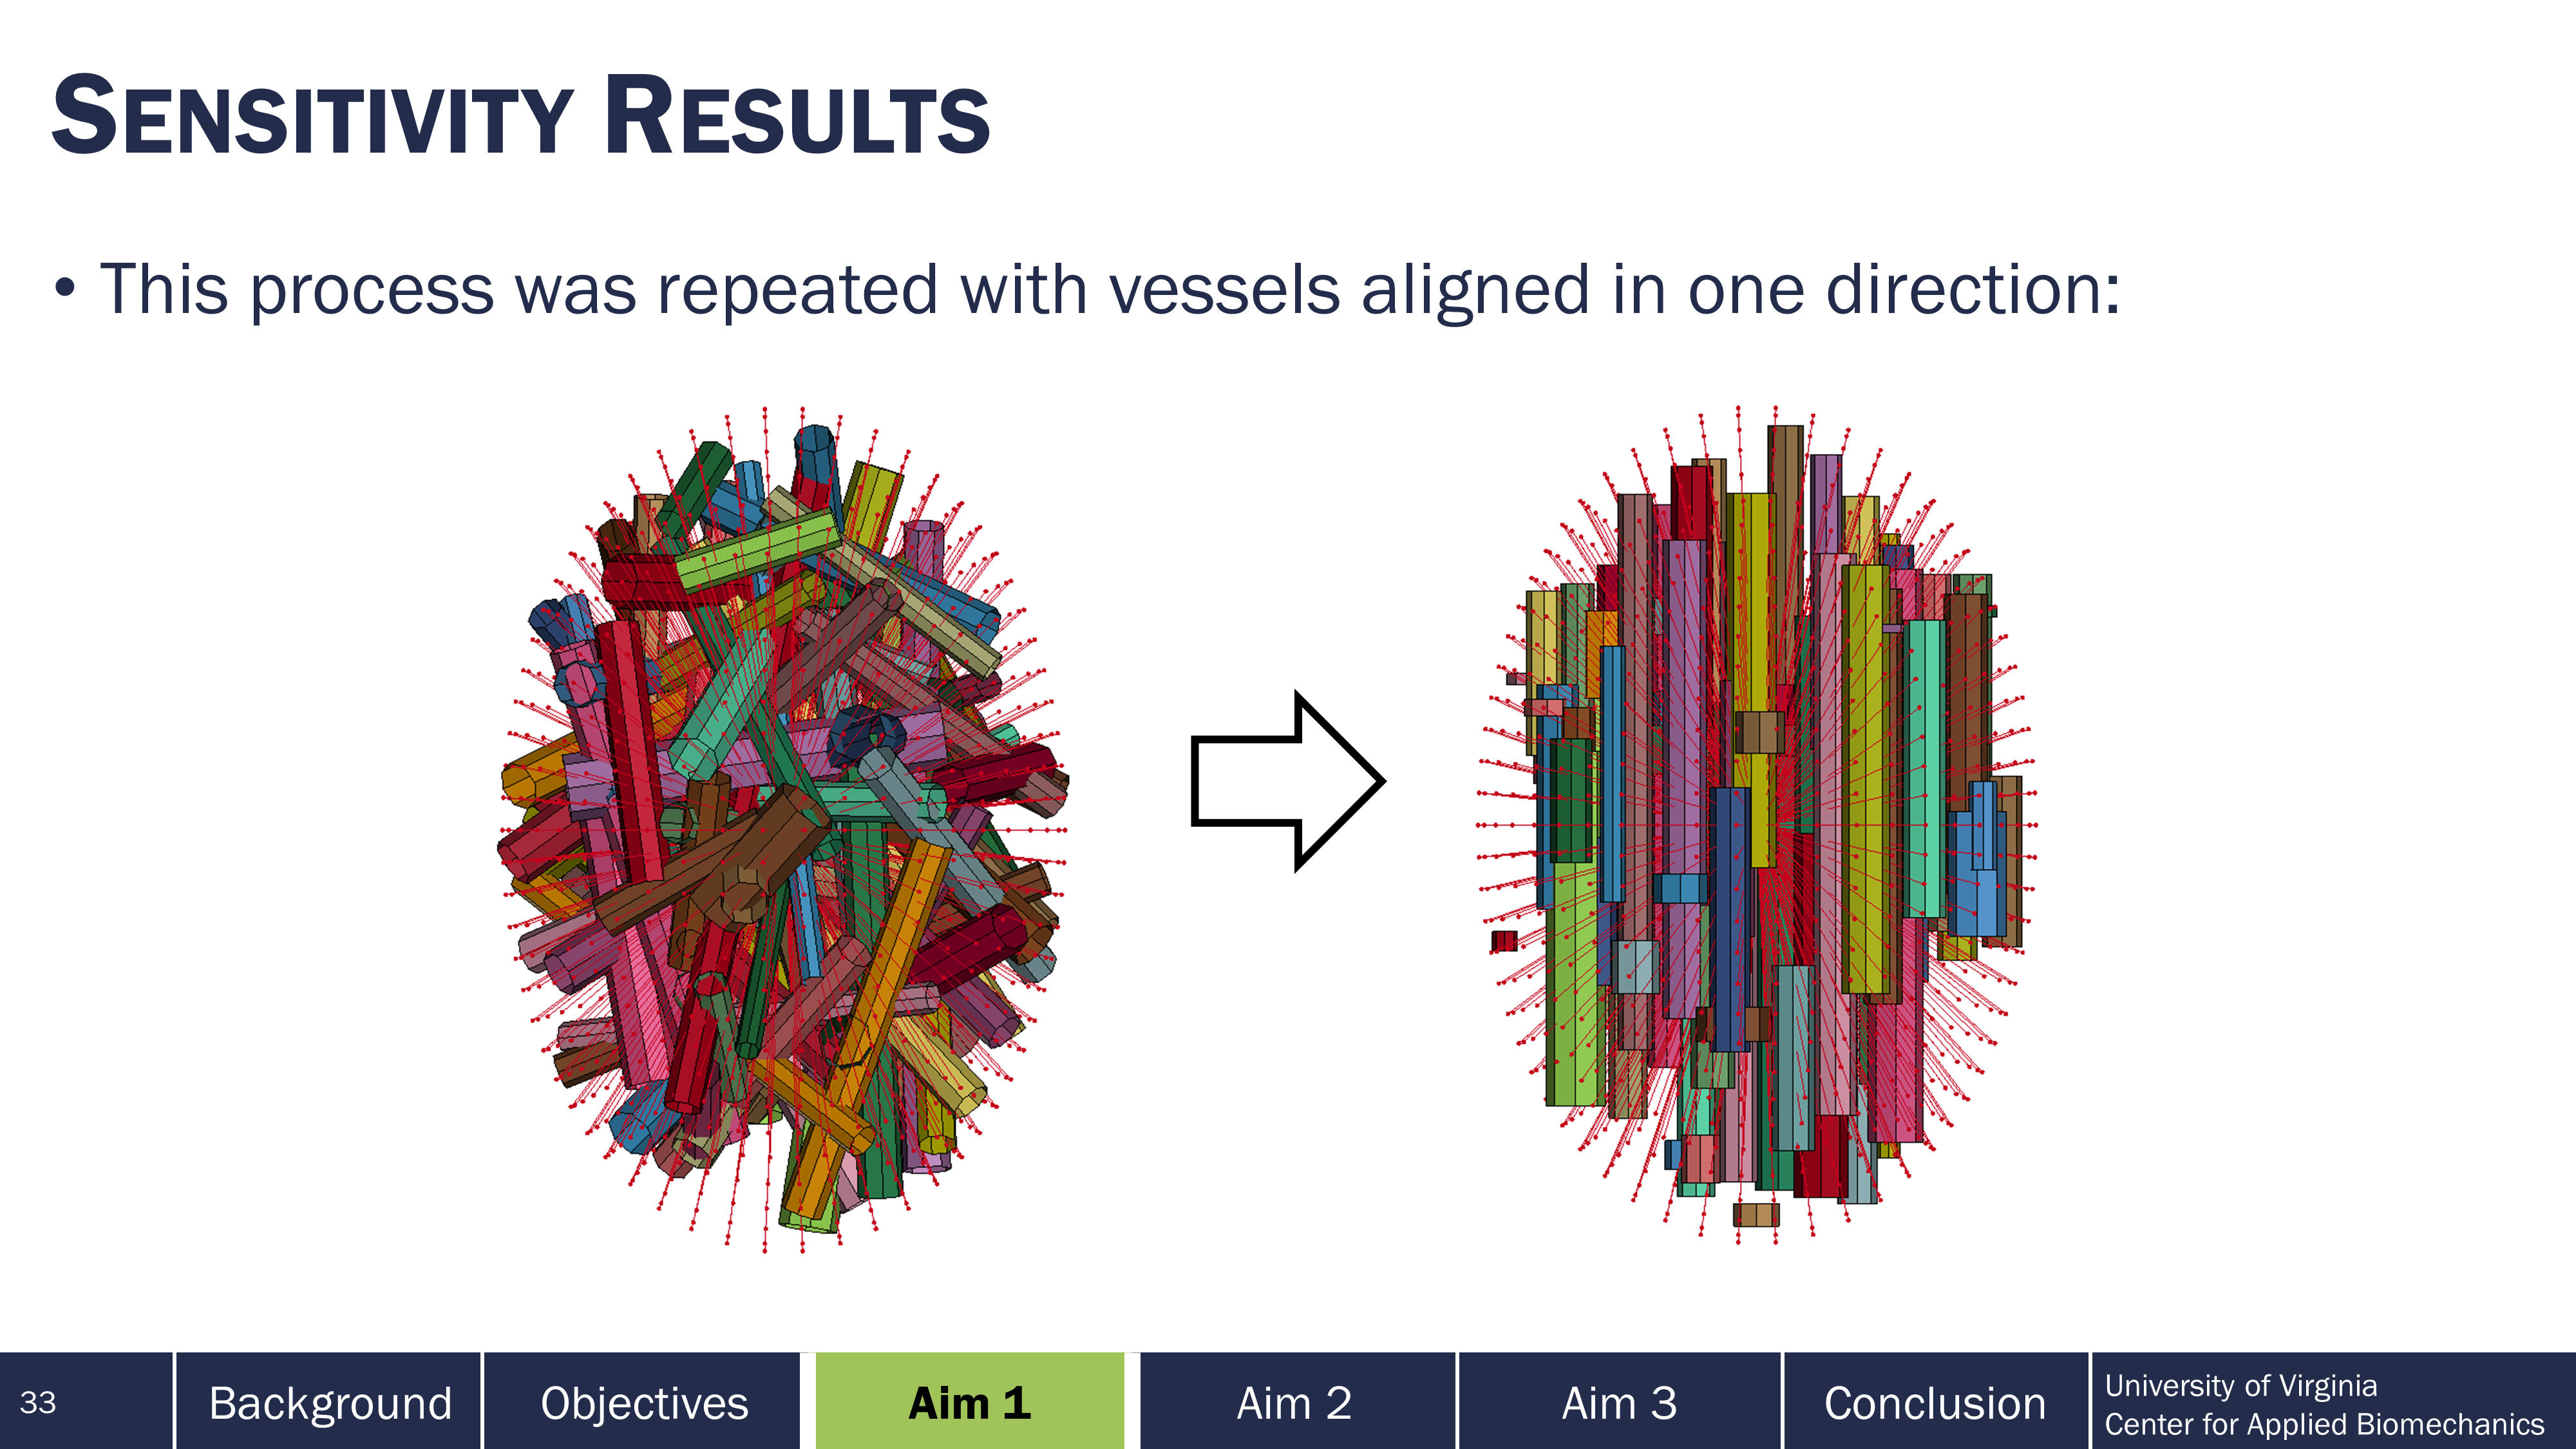 SENSITIVITY RESULTS
• This process was repeated with vessels aligned in one direction:
33
Background
Objectives
Aim 1
Aim 2
Aim 3
Conclusion
University of Virginia
Center for Applied Biomechanics